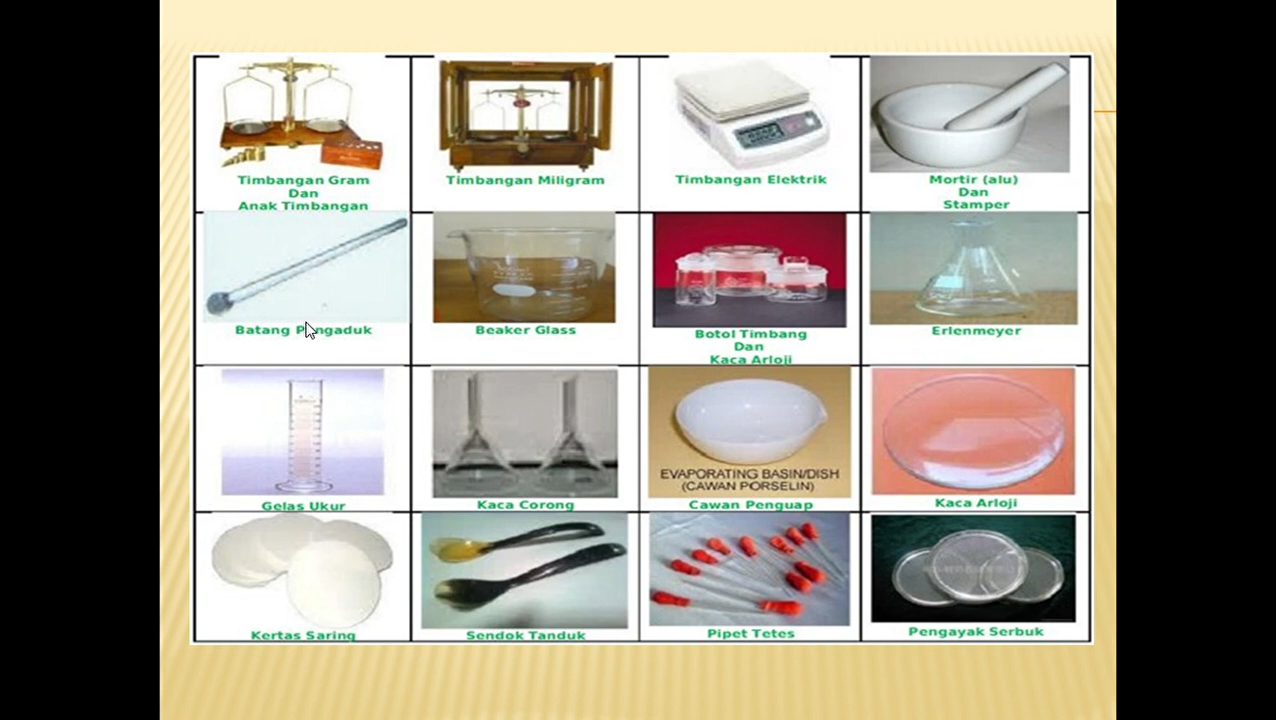 Timbangan Gram
Dan
Anak Timbangan
Timbangan Miligram
Timbangan Elektrik
Mortir (alu)
Dan
Stamper
Batang Pengaduk
Beaker Glass
Botol Timbang
Dan
Kaca Arloji
Erlenmeyer
Gelas Ukur
Kaca Corong
EVAPORATING BASIN/DISH
(CAWAN PORSELIN)
Cawan Penguap
Kaca Arloji
Kertas Saring
Sendok Tanduk
Pipet Tetes
Pengayak Serbuk